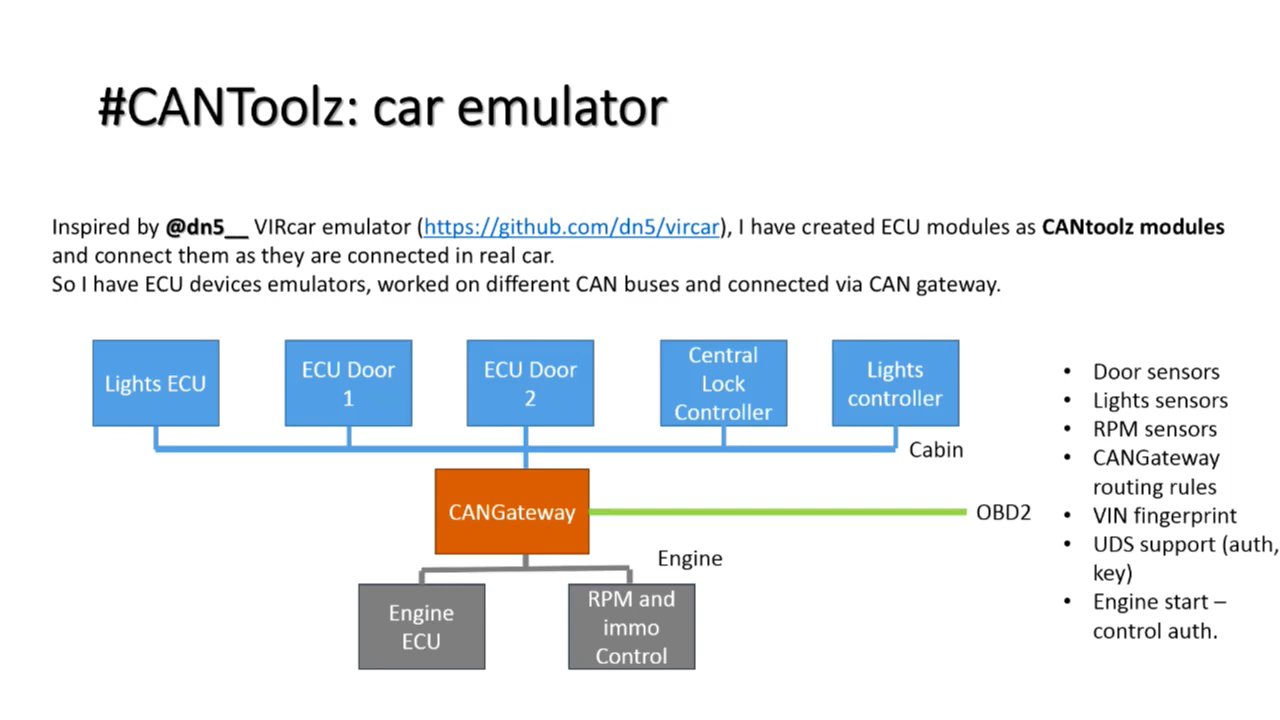 #CANToolz: car emulator
Inspired by @dn5__ VIRcar emulator (https://github.com/dn5/vircar), I have created ECU modules as CANtoolz modules
and connect them as they are connected in real car.
So I have ECU devices emulators, worked on different CAN buses and connected via CAN gateway.
Lights ECU
ECU Door
1
ECU Door
2
Central
Lock
Controller
Lights
controller
Cabin
CANGateway
OBD2
Engine
Engine
ECU
RPM and
immo
Control
• Door sensors
• Lights sensors
• RPM sensors
• CANGateway
routing rules
• VIN fingerprint
• UDS support (auth,
key)
• Engine start –
control auth.